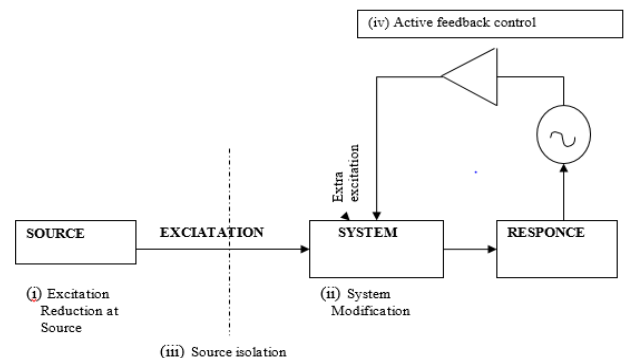 (iv) Active feedback control
Extra
excitation
SOURCE
EXCIATATION
SYSTEM
RESPONCE
(i) Excitation
Reduction at
Source
(ii) System
Modification
(iii) Source isolation